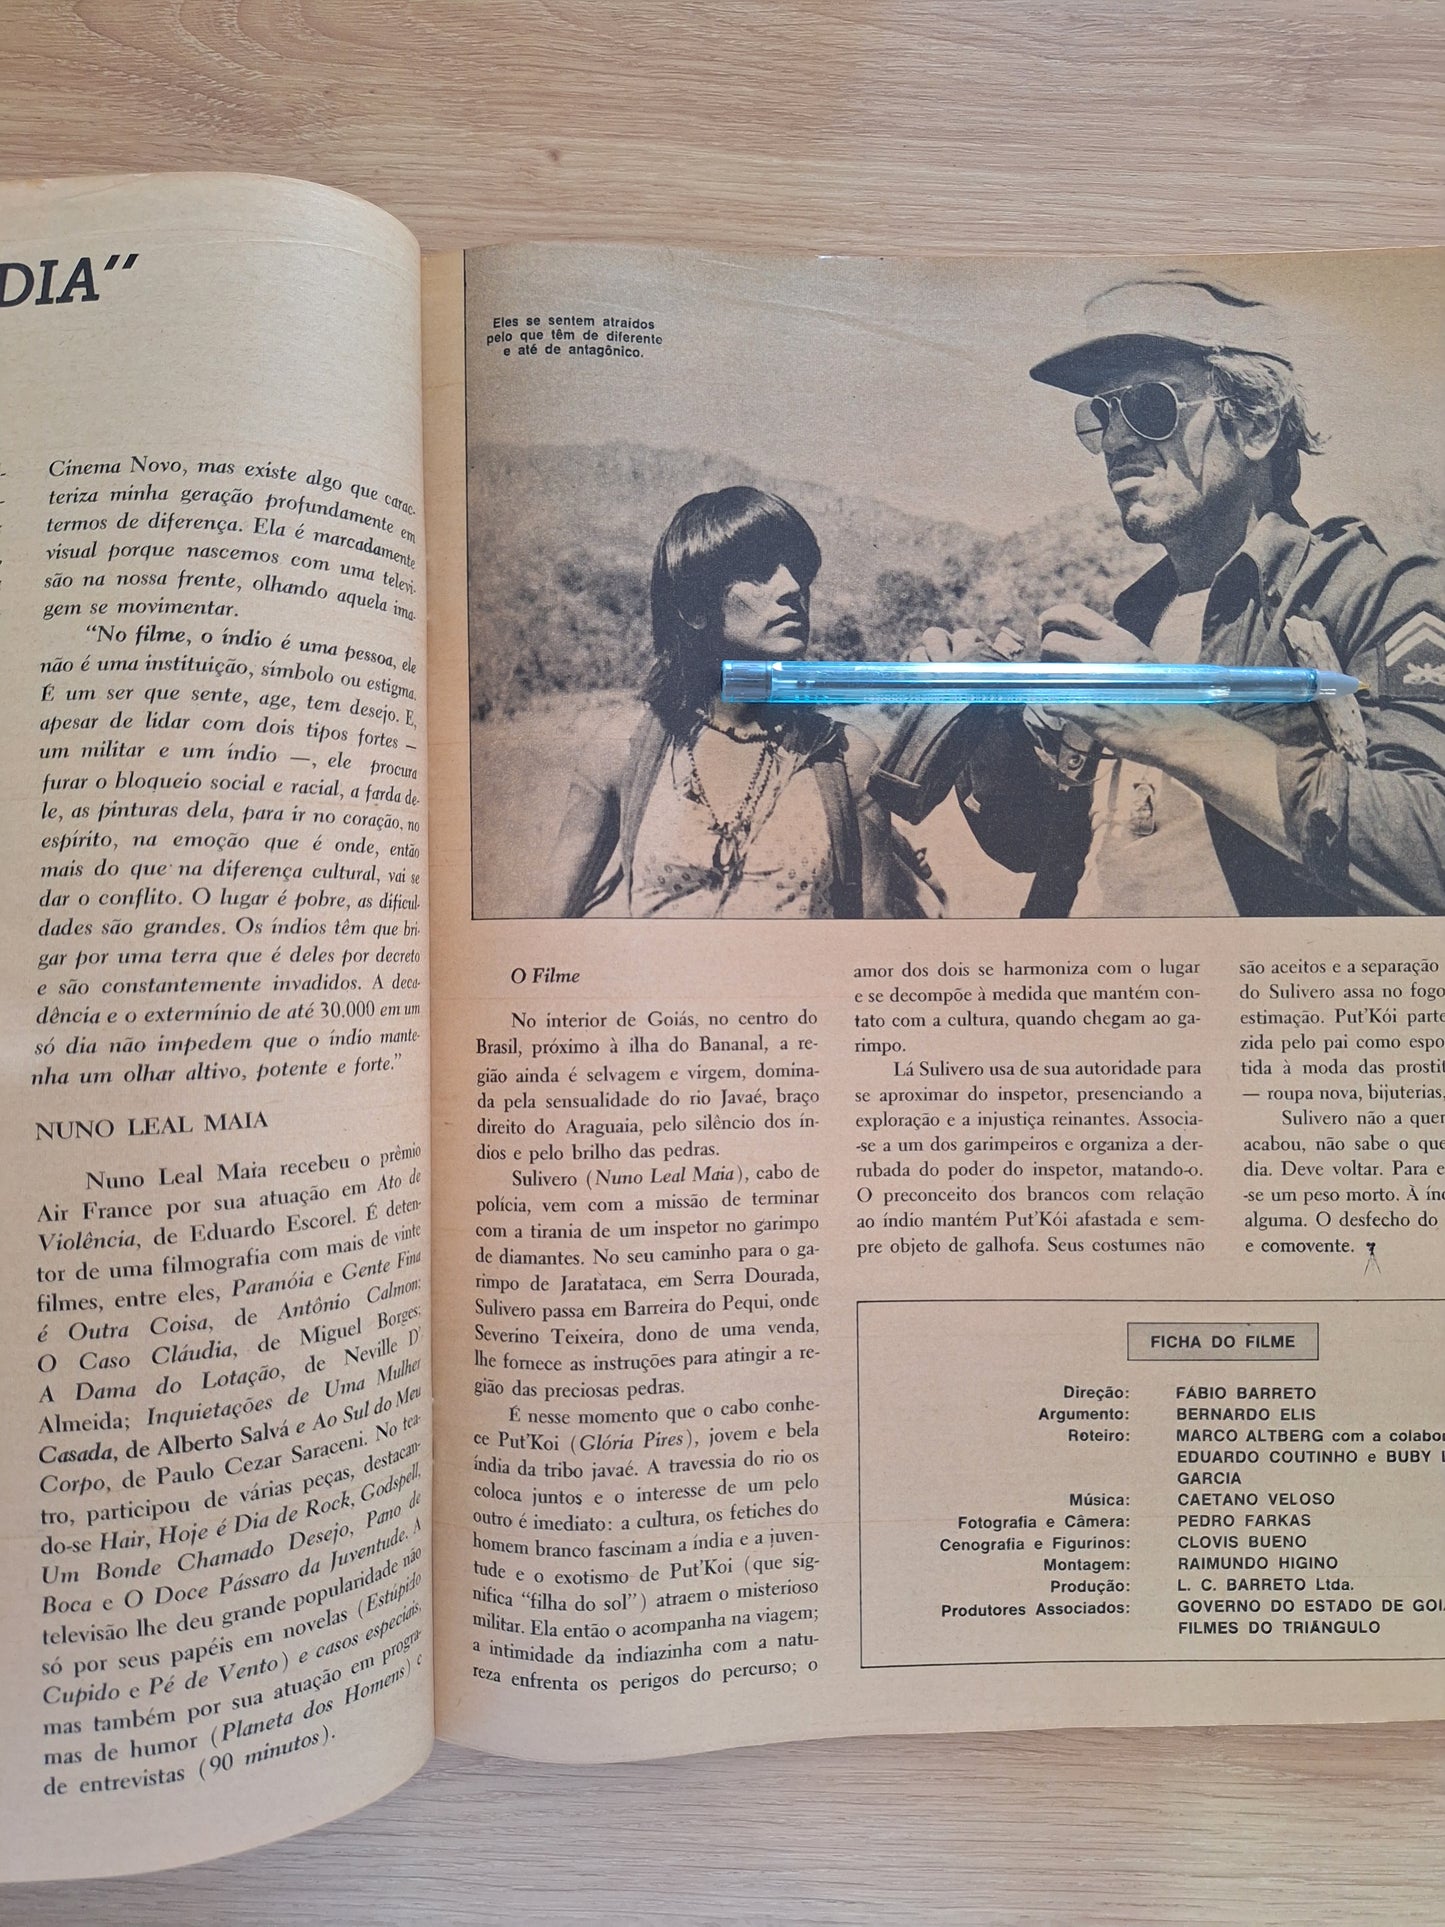 DIA”
Cinema Novo, mas existe algo que carac-
teriza minha geração profundamente em
termos de diferença. Ela é marcadamente
visual porque nascemos com uma televi-
são na nossa frente, olhando aquela ima-
gem se movimentar.
“No filme, o índio é uma pessoa, ele
não é uma instituição, símbolo ou estigma.
É um ser que sente, age, tem desejo. E,
apesar de lidar com dois tipos fortes —
um militar e um índio —, ele procura
furar o bloqueio social e racial, a farda de-
le, as pinturas dela, para ir no coração, no
espírito, na emoção que é onde, então
mais do que na diferença cultural, vai se
dar o conflito. O lugar é pobre, as dificul-
dades são grandes. Os índios têm que bri-
gar por uma terra que é deles por decreto
e são constantemente invadidos. A deca-
dência e o extermínio de até 30.000 em um
só dia não impedem que o índio mante-
nha um olhar altivo, potente e forte.”
NUNO LEAL MAIA
Nuno Leal Maia recebeu o prêmio
Air France por sua atuação em Ato de
Violência, de Eduardo Escorel. É deten-
tor de uma filmografia com mais de vinte
filmes, entre eles, Paranóia e Gente Fina
é Outra Coisa, de Antônio Calmon;
O Caso Cláudia, de Miguel Borges;
A Dama do Lotação, de Neville D’
Almeida; Inquietações de Uma Mulher
Casada, de Alberto Salvá e Ao Sul do Meu
Corpo, de Paulo Cezar Saraceni. No tea-
tro, participou de várias peças, destacan-
do-se Hair, Hoje é Dia de Rock, Godspell,
Um Bonde Chamado Desejo, Pano de
Boca e O Doce Pássaro da Juventude. A
televisão lhe deu grande popularidade não
só por seus papéis em novelas (Estúpido
Cupido e Pé de Vento) e casos especiais,
mas também por sua atuação em progra-
mas de humor (Planeta dos Homens) e
de entrevistas (90 minutos).
Eles se sentem atraídos
pelo que têm de diferente
e até de antagônico.
O Filme
No interior de Goiás, no centro do
Brasil, próximo à ilha do Bananal, a re-
gião ainda é selvagem e virgem, domina-
da pela sensualidade do rio Javaé, braço
direito do Araguaia, pelo silêncio dos ín-
dios e pelo brilho das pedras.
Sulivero (Nuno Leal Maia), cabo de
polícia, vem com a missão de terminar
com a tirania de um inspetor no garimpo
de diamantes. No seu caminho para o ga-
rimpo de Jaratataca, em Serra Dourada,
Sulivero passa em Barreira do Pequi, onde
Severino Teixeira, dono de uma venda,
lhe fornece as instruções para atingir a re-
gião das preciosas pedras.
É nesse momento que o cabo conhe-
ce Put’Koi (Glória Pires), jovem e bela
índia da tribo javaé. A travessia do rio os
coloca juntos e o interesse de um pelo
outro é imediato: a cultura, os fetiches do
homem branco fascinam a índia e a juven-
tude e o exotismo de Put’Koi (que sig-
nifica “filha do sol”) atraem o misterioso
militar. Ela então o acompanha na viagem;
a intimidade da indiazinha com a natu-
reza enfrenta os perigos do percurso; o
amor dos dois se harmoniza com o lugar
e se decompõe à medida que mantém con-
tato com a cultura, quando chegam ao ga-
rimpo.
Lá Sulivero usa de sua autoridade para
se aproximar do inspetor, presenciando a
exploração e a injustiça reinantes. Associa-
-se a um dos garimpeiros e organiza a der-
rubada do poder do inspetor, matando-o.
O preconceito dos brancos com relação
ao índio mantém Put’Kói afastada e sem-
pre objeto de galhofa. Seus costumes não
são aceitos e a separação
do Sulivero assa no fogo
estimação. Put’Kói parte
zida pelo pai como espo
tida à moda das prostit
— roupa nova, bijuterias,
Sulivero não a quer
acabou, não sabe o que
dia. Deve voltar. Para e
-se um peso morto. À índ
alguma. O desfecho do
e comovente.
FICHA DO FILME
Direção: FÁBIO BARRETO
Argumento: BERNARDO ELIS
Roteiro: MARCO ALTBERG com a colabor
EDUARDO COUTINHO e BUBY L
GARCIA
Música: CAETANO VELOSO
Fotografia e Câmera: PEDRO FARKAS
Cenografia e Figurinos: CLOVIS BUENO
Montagem: RAIMUNDO HIGINO
Produção: L. C. BARRETO Ltda.
Produtores Associados: GOVERNO DO ESTADO DE GOI
FILMES DO TRIÂNGULO